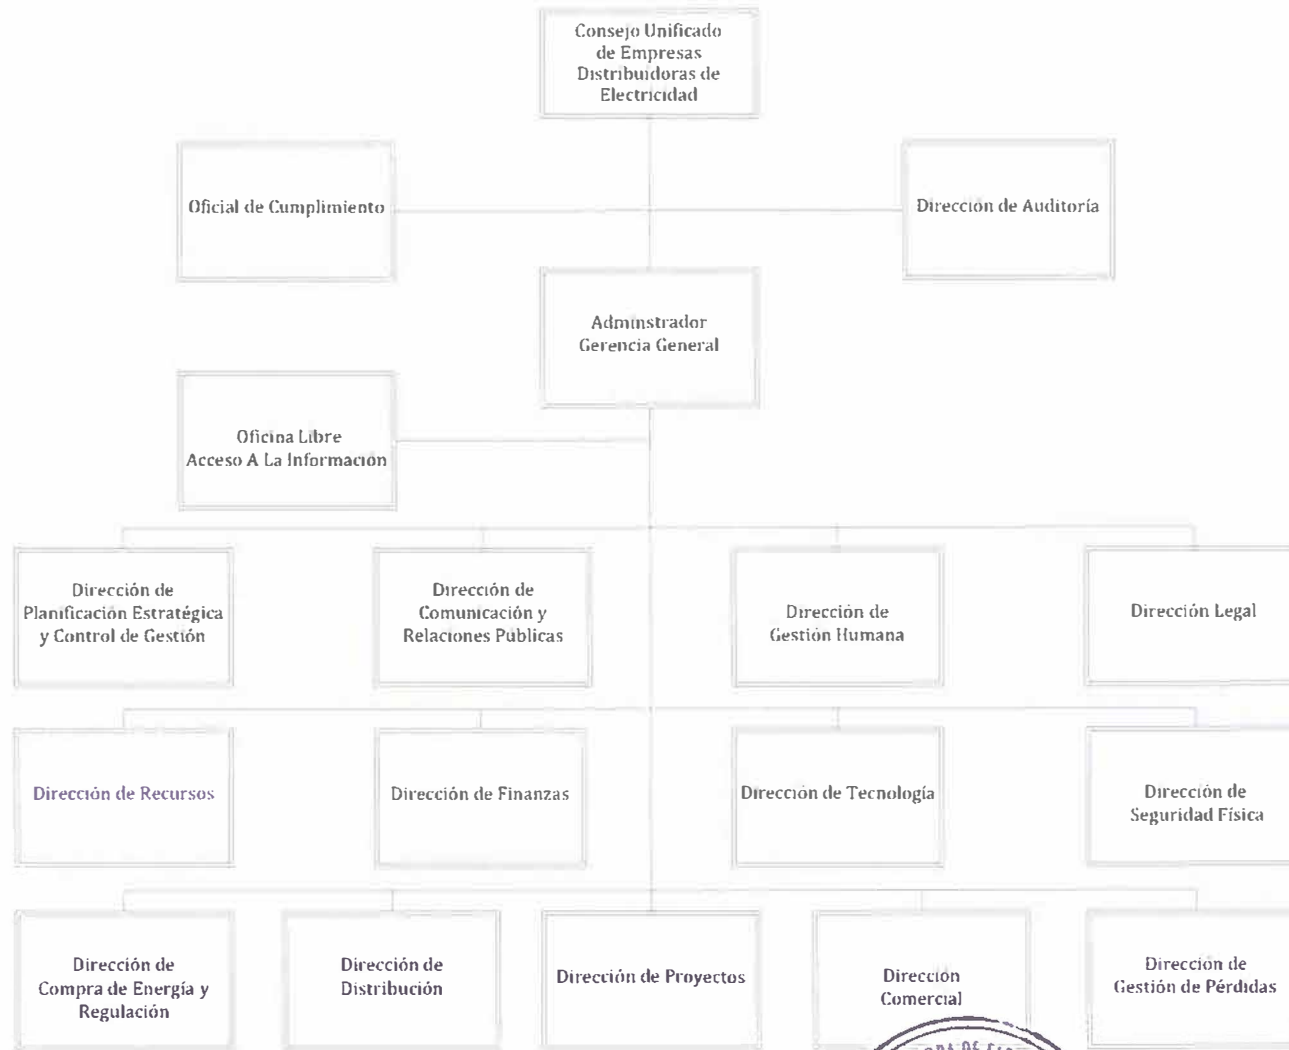 Consejo Unificado
de Empresas
Distribuidoras de
Electricidad
Oficial de Cumplimiento
Dirección de Auditoría
Adminstrador
Gerencia General
Oficina Libre
Acceso A La Información
Dirección de
Planificación Estratégica
y Control de Gestión
Dirección de
Comunicación y
Relaciones Públicas
Dirección de
Gestión Humana
Dirección Legal
Dirección de Recursos
Dirección de Finanzas
Dirección de Tecnología
Dirección de
Seguridad Física
Dirección de
Compra de Energía y
Regulación
Dirección de
Distribución
Dirección de Proyectos
Dirección
Comercial
Dirección de
Gestión de Pérdidas